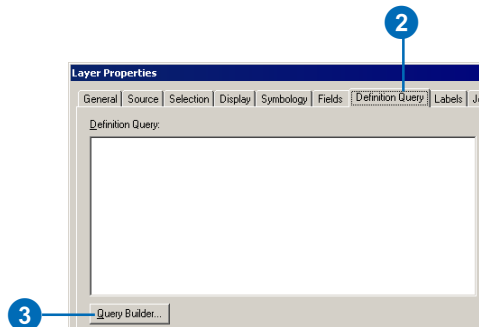 2
Layer Properties
General Source Selection Display Symbology Fields Definition Query Labels
Definition Query:
3 Query Builder...